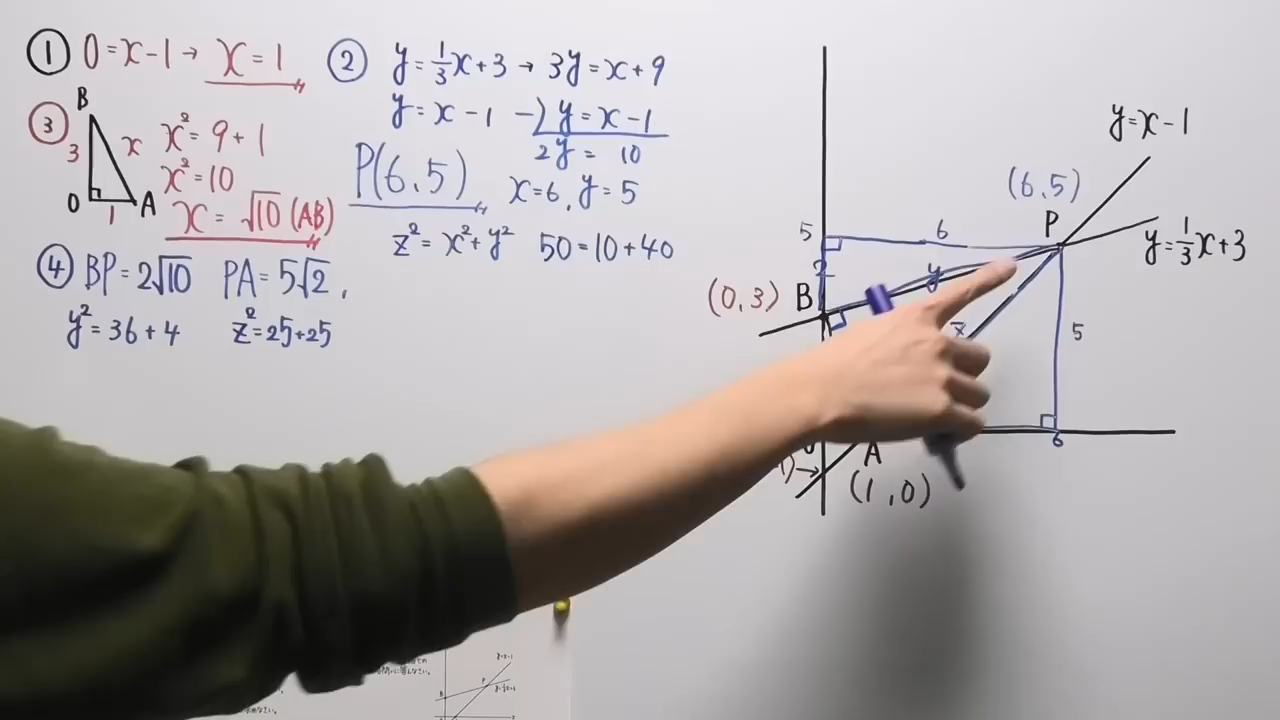 ① 0=x-1→ x=1
② y=⅓x+3→3y=x+9
y=x-1 -) y=x-1
2y= 10
P(6,5) x=6, y=5
③ B
3 x x²=9+1
x²=10
O 1 A x=√10 (AB)
z²=x²+y² 50=10+40
④ BP=2√10 PA=5√2,
y²=36+4 z²=25+25
y=x-1
(6,5)
P
5 6
y=⅓x+3
2 y
(0,3) B
z 5
A 6
(1,0)